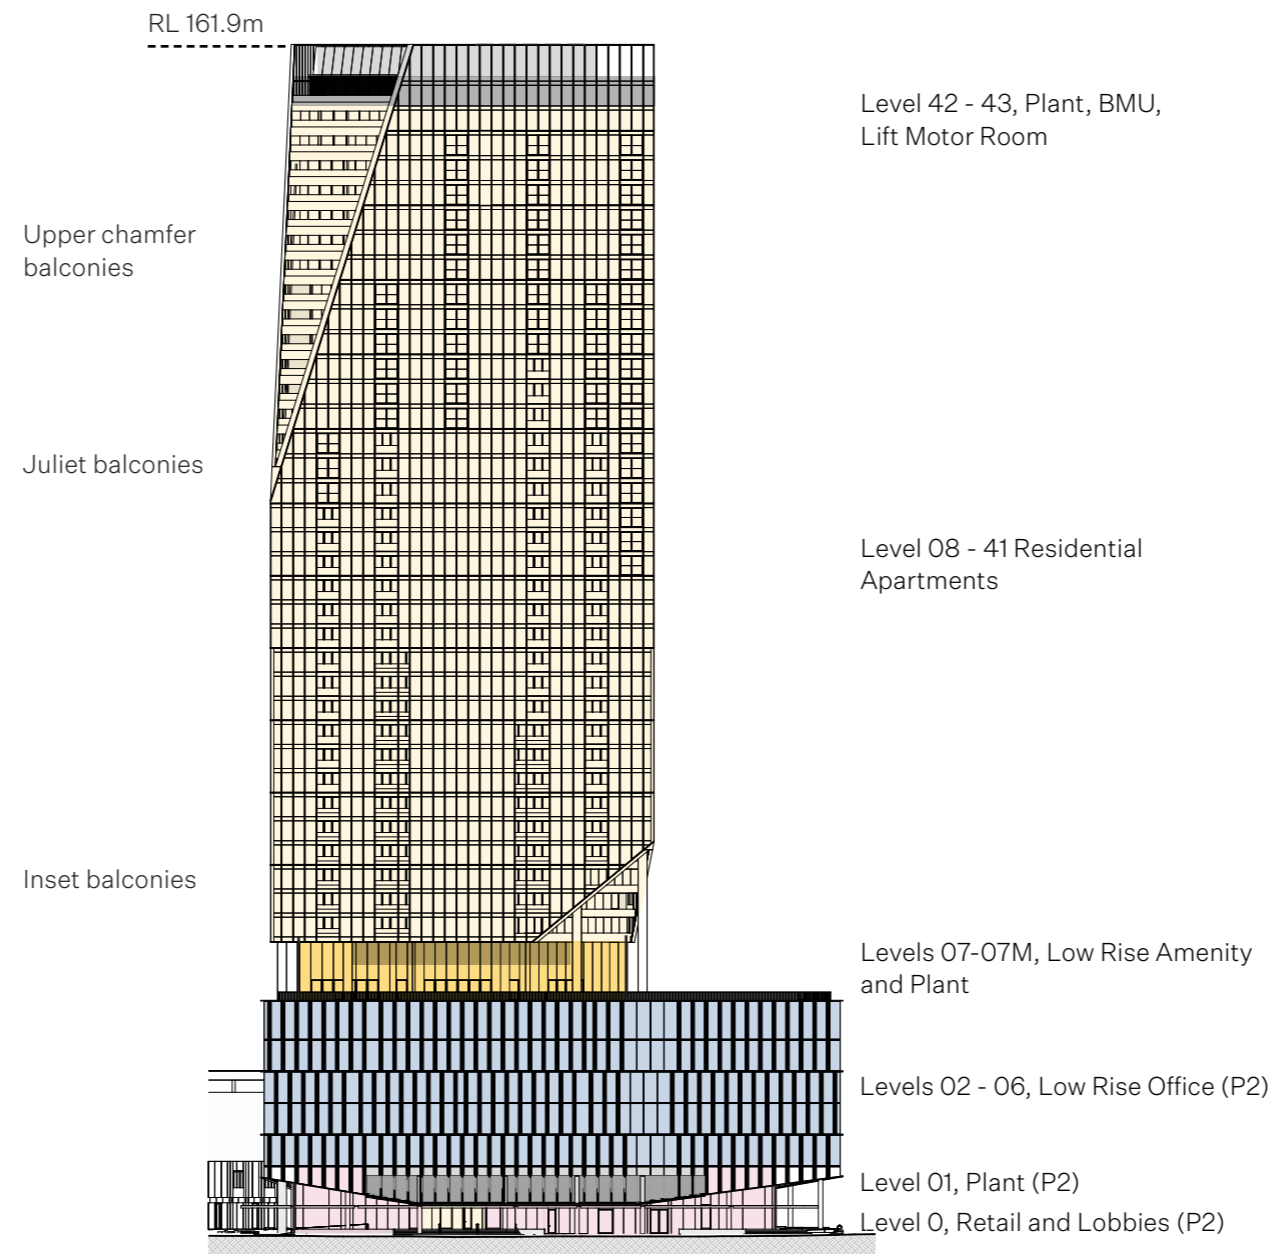 RL 161.9m
Level 42 - 43, Plant, BMU,
Lift Motor Room
Upper chamfer
balconies
Juliet balconies
Level 08 - 41 Residential
Apartments
Inset balconies
Levels 07-07M, Low Rise Amenity
and Plant
Levels 02 - 06, Low Rise Office (P2)
Level 01, Plant (P2)
Level 0, Retail and Lobbies (P2)